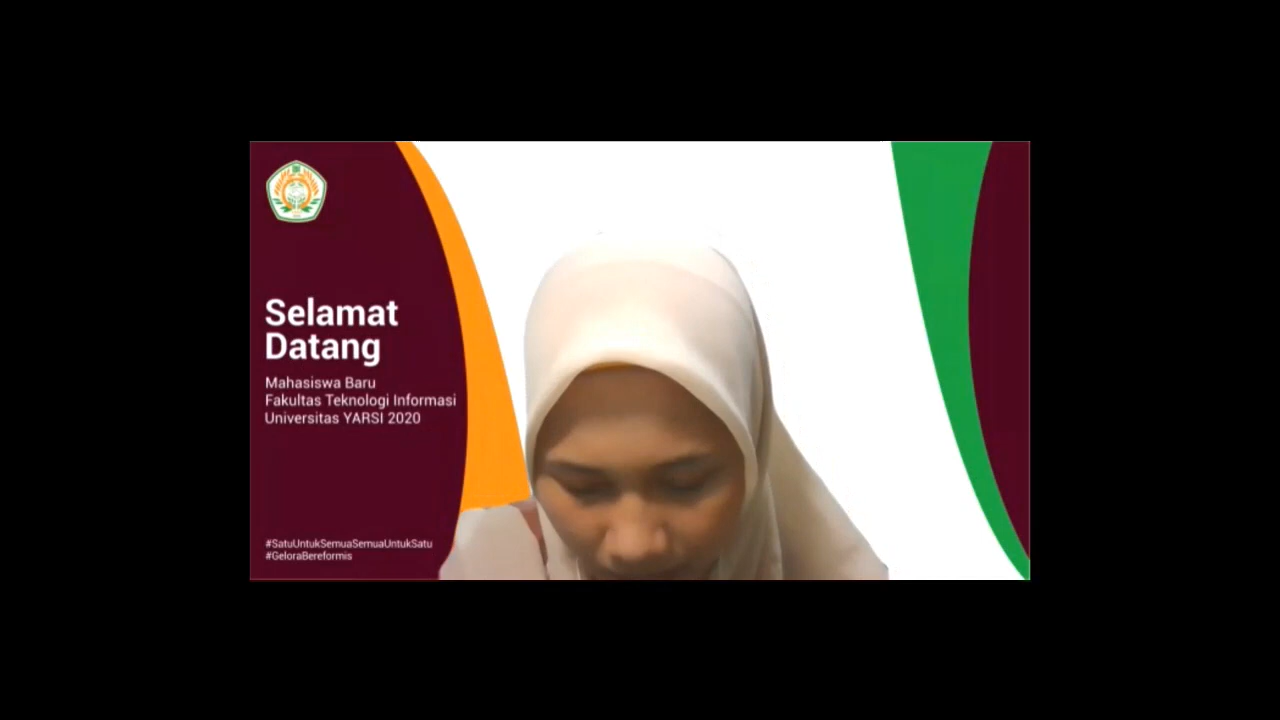 Selamat
Datang
Mahasiswa Baru
Fakultas Teknologi Informasi
Universitas YARSI 2020
#SatuUntukSemuaSemuaUntukSatu
#GeloraBereformis